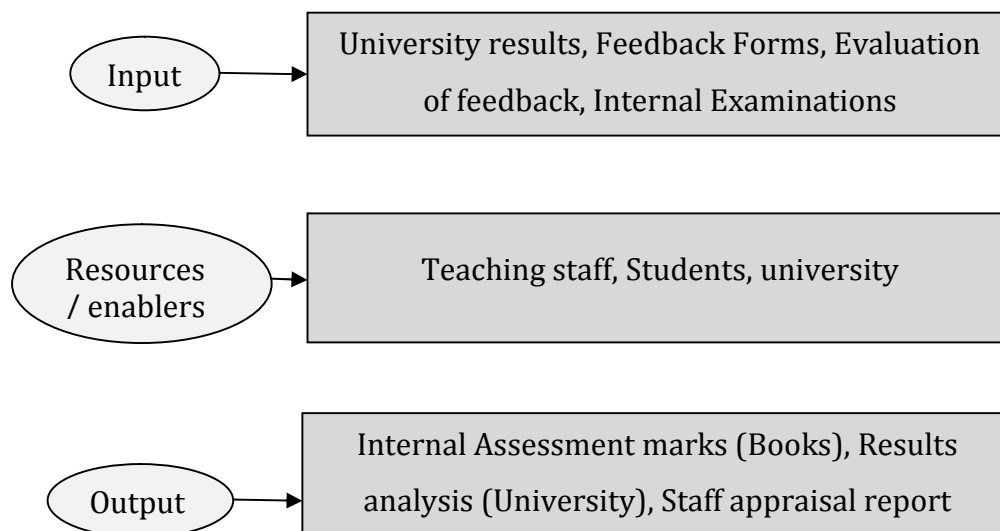 Input
University results, Feedback Forms, Evaluation
of feedback, Internal Examinations
Resources
/ enablers
Teaching staff, Students, university
Output
Internal Assessment marks (Books), Results
analysis (University), Staff appraisal report